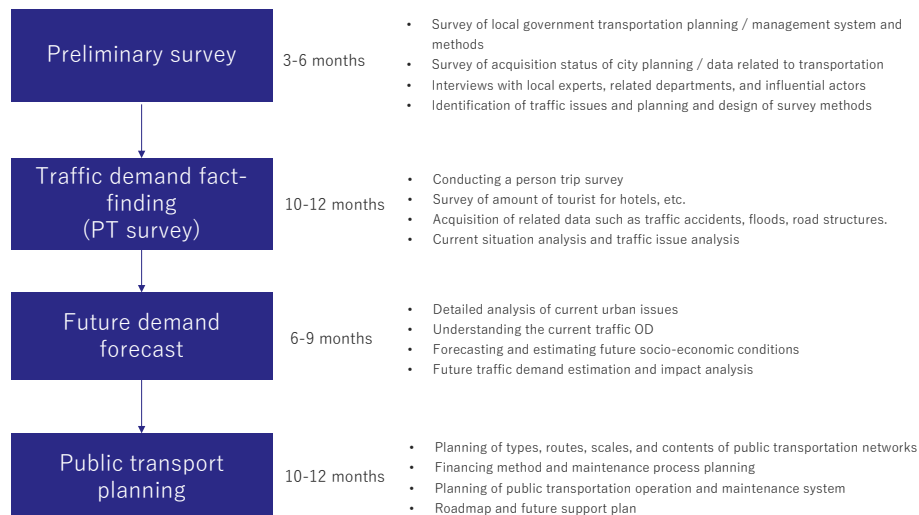 Preliminary survey
3-6 months
• Survey of local government transportation planning / management system and
methods
• Survey of acquisition status of city planning / data related to transportation
• Interviews with local experts, related departments, and influential actors
• Identification of traffic issues and planning and design of survey methods
Traffic demand fact-
finding
(PT survey)
10-12 months
• Conducting a person trip survey
• Survey of amount of tourist for hotels, etc.
• Acquisition of related data such as traffic accidents, floods, road structures.
• Current situation analysis and traffic issue analysis
Future demand
forecast
6-9 months
• Detailed analysis of current urban issues
• Understanding the current traffic OD
• Forecasting and estimating future socio-economic conditions
• Future traffic demand estimation and impact analysis
Public transport
planning
10-12 months
• Planning of types, routes, scales, and contents of public transportation networks
• Financing method and maintenance process planning
• Planning of public transportation operation and maintenance system
• Roadmap and future support plan